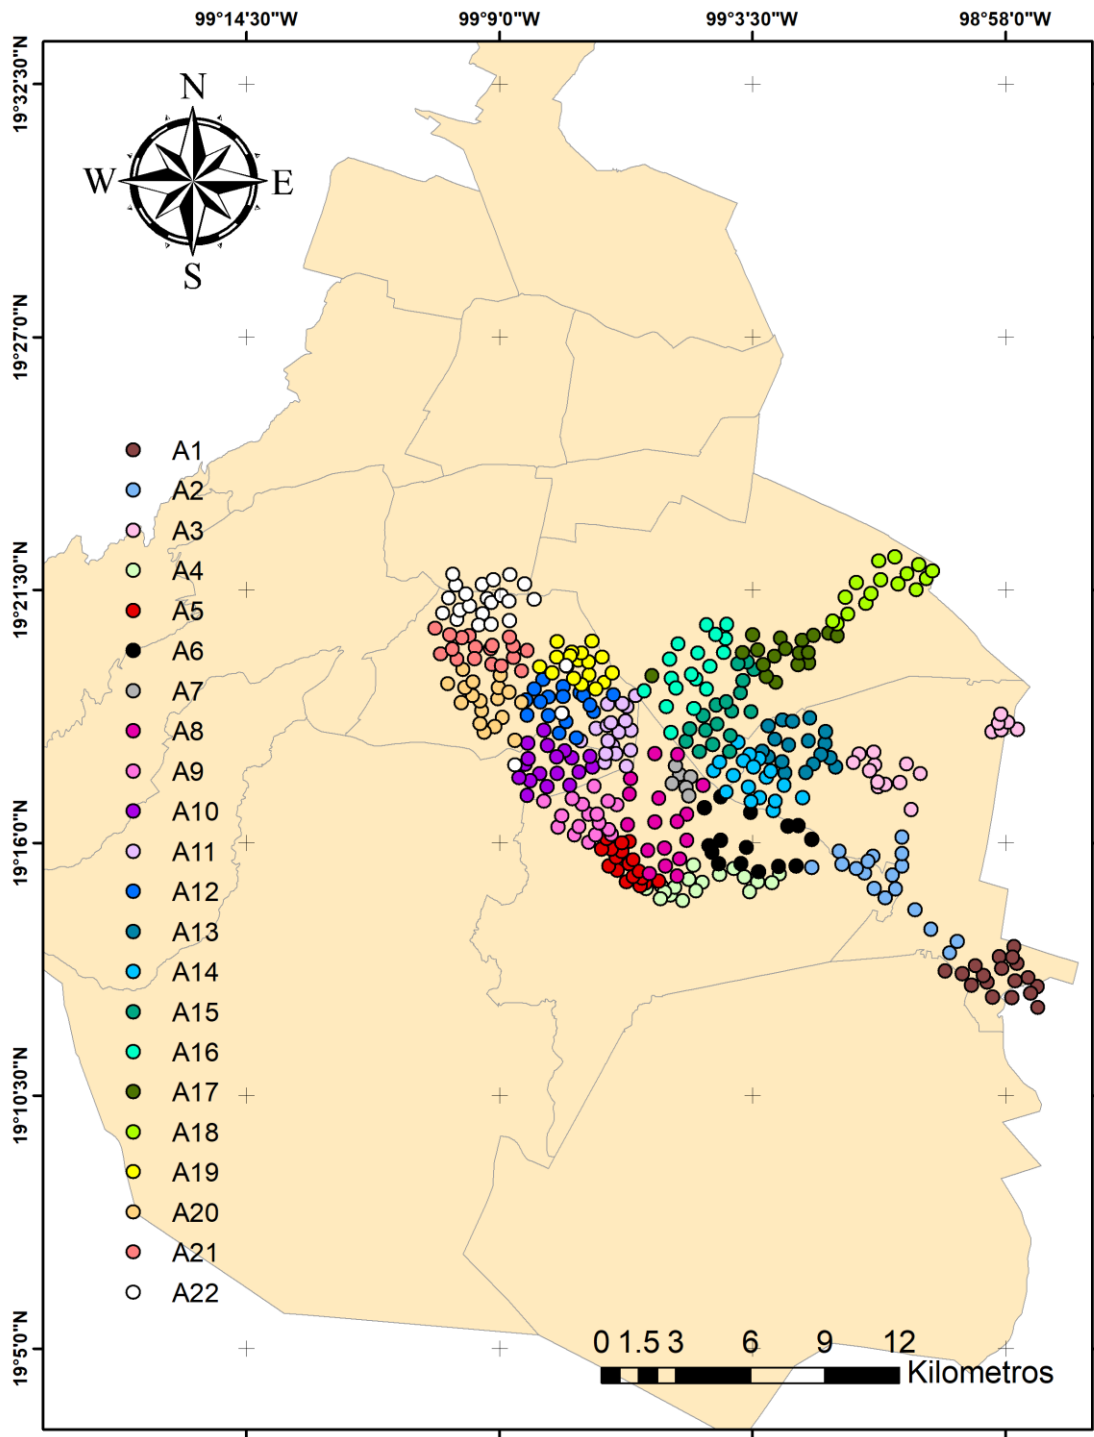 99°14'30"W 99°9'0"W 99°3'30"W 98°58'0"W
19°32'30"N
N
W E
S
19°27'0"N
A1
A2
A3
A4
19°21'30"N
A5
A6
A7
A8
A9
A10
19°16'0"N
A11
A12
A13
A14
A15
A16
19°10'30"N
A17
A18
A19
A20
A21
A22
19°5'0"N
0 1.5 3 6 9 12
Kilometros